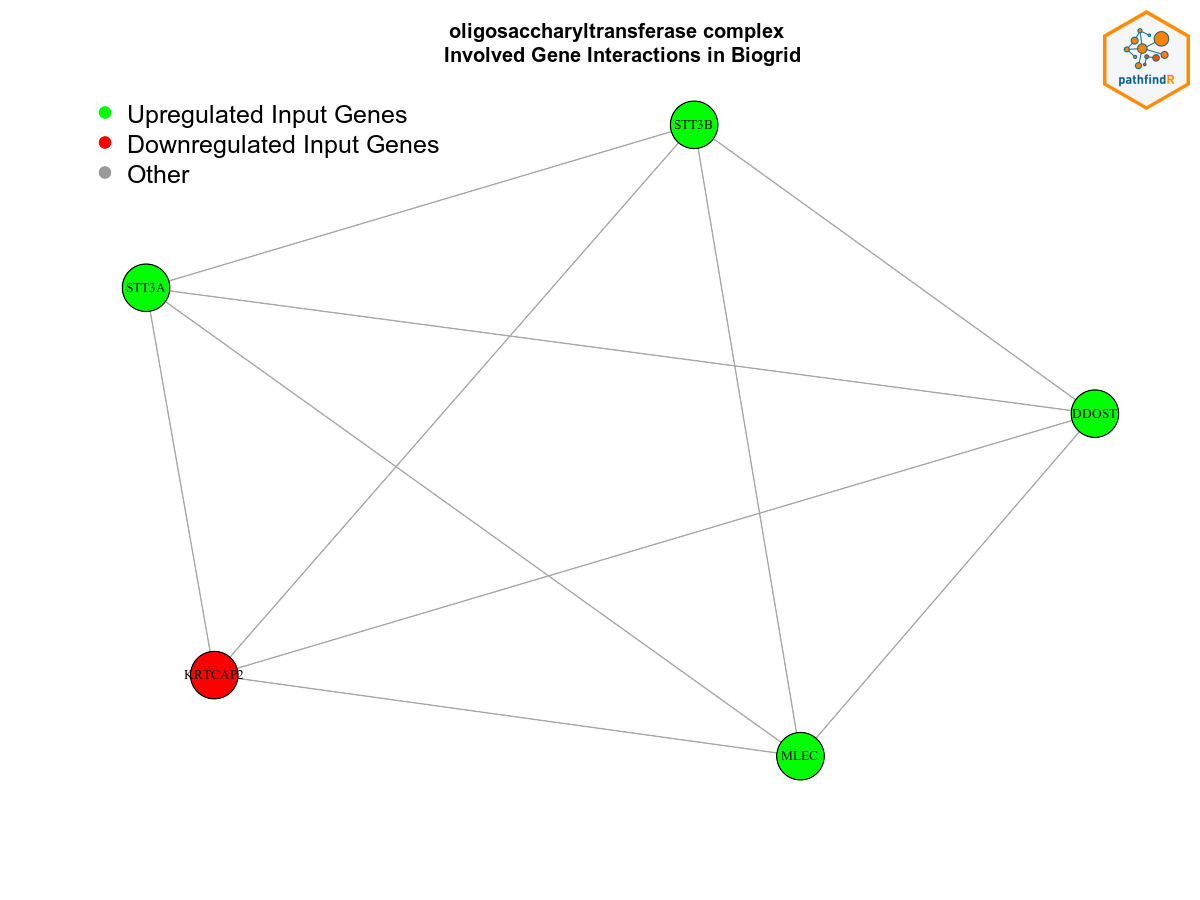 oligosaccharyltransferase complex
Involved Gene Interactions in Biogrid
pathfindR
Upregulated Input Genes
Downregulated Input Genes
Other
STT3B
STT3A
DDOST
KRTCAP2
MLEC